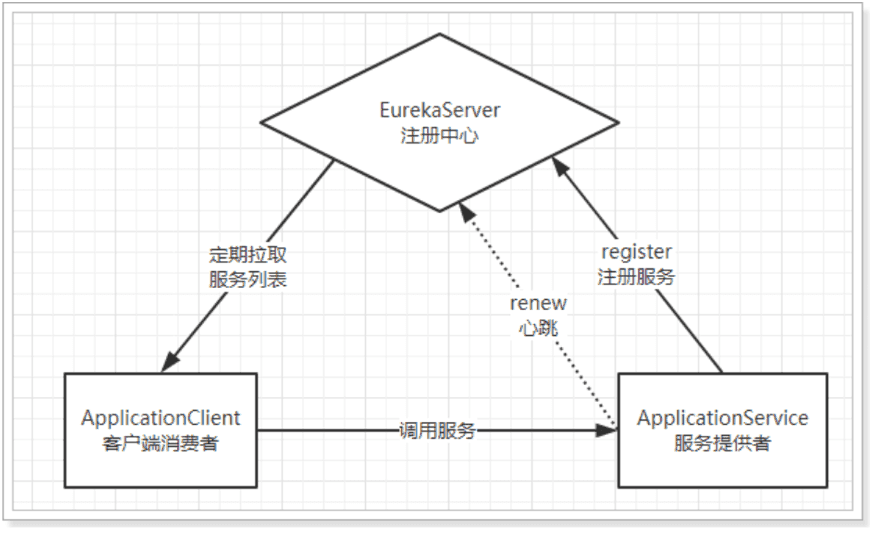 EurekaServer
注册中心
定期拉取
服务列表
register
注册服务
renew
心跳
ApplicationClient
客户端消费者
调用服务
ApplicationService
服务提供者